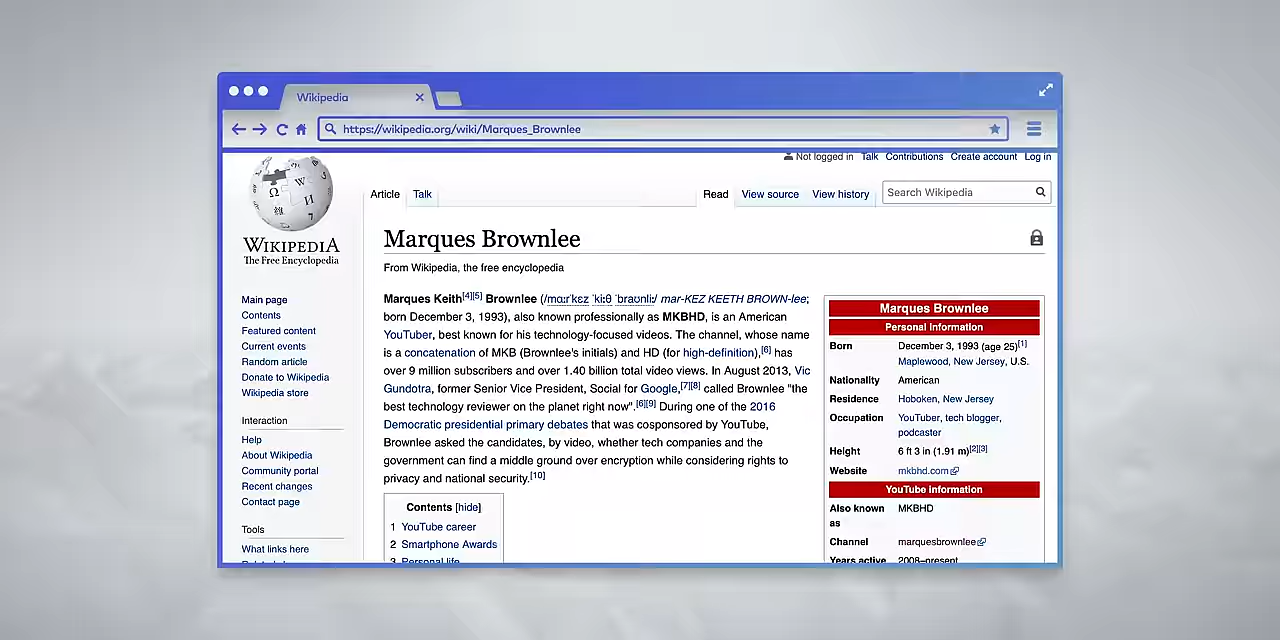 Wikipedia
https://wikipedia.org/wiki/Marques_Brownlee
Not logged in Talk Contributions Create account Log in
Article Talk Read View source View history Search Wikipedia
WIKIPEDIA
The Free Encyclopedia
Main page
Contents
Featured content
Current events
Random article
Donate to Wikipedia
Wikipedia store
Interaction
Help
About Wikipedia
Community portal
Recent changes
Contact page
Tools
What links here
Marques Brownlee
From Wikipedia, the free encyclopedia
Marques Keith[4][5] Brownlee (/mɑːrˈkɛz ˈkiːθ ˈbraʊnli/ mar-KEZ KEETH BROWN-lee;
born December 3, 1993), also known professionally as MKBHD, is an American
YouTuber, best known for his technology-focused videos. The channel, whose name
is a concatenation of MKB (Brownlee's initials) and HD (for high-definition),[6] has
over 9 million subscribers and over 1.40 billion total video views. In August 2013, Vic
Gundotra, former Senior Vice President, Social for Google,[7][8] called Brownlee "the
best technology reviewer on the planet right now".[6][9] During one of the 2016
Democratic presidential primary debates that was cosponsored by YouTube,
Brownlee asked the candidates, by video, whether tech companies and the
government can find a middle ground over encryption while considering rights to
privacy and national security.[10]
Contents [hide]
1 YouTube career
2 Smartphone Awards
3 Personal life
Marques Brownlee
Personal Information
Born December 3, 1993 (age 25)[1]
Maplewood, New Jersey, U.S.
Nationality American
Residence Hoboken, New Jersey
Occupation YouTuber, tech blogger,
podcaster
Height 6 ft 3 in (1.91 m)[2][3]
Website mkbhd.com
YouTube information
Also known MKBHD
as
Channel marquesbrownlee
Years active 2008–present